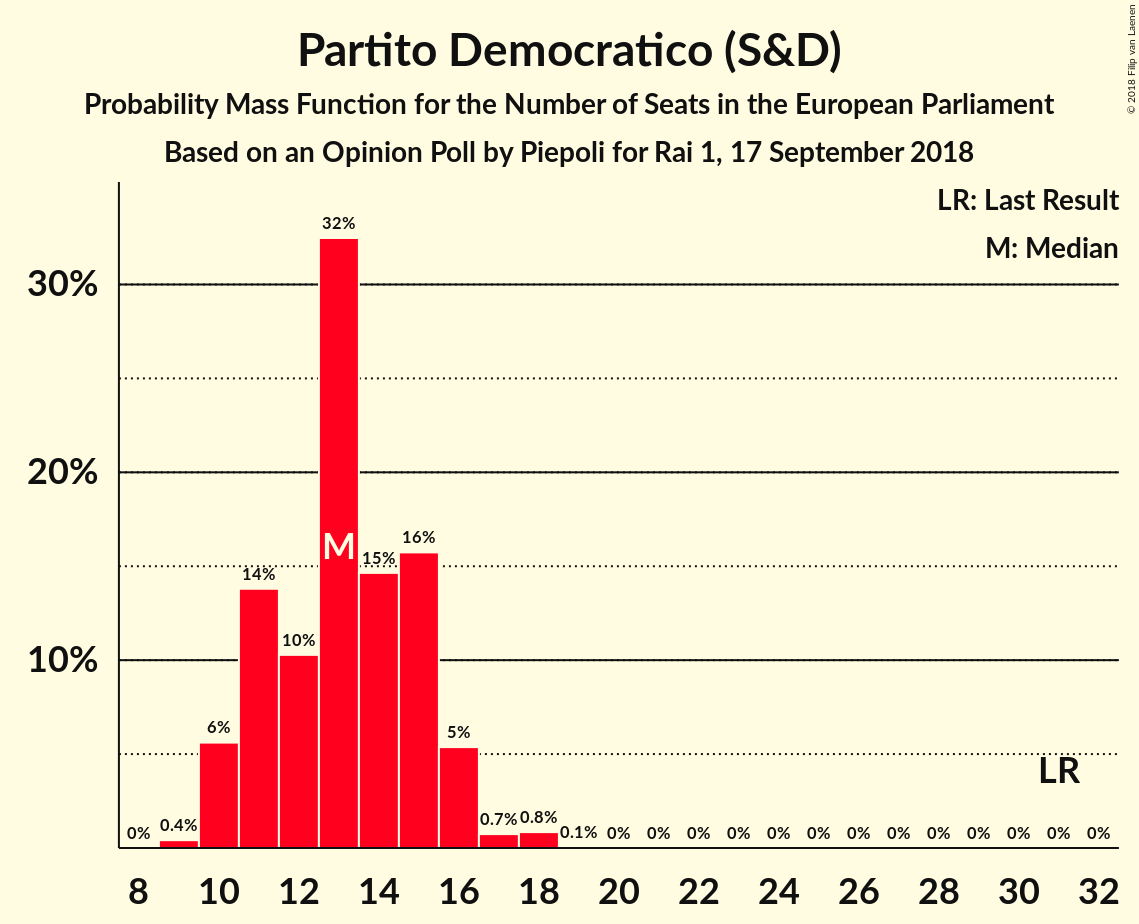 Partito Democratico (S&D)
Probability Mass Function for the Number of Seats in the European Parliament
Based on an Opinion Poll by Piepoli for Rai 1, 17 September 2018
© 2018 Filip van Laenen
LR: Last Result
M: Median
30%
20%
10%
0% 0.4% 6% 14% 10% 32% 15% 16% 5% 0.7% 0.8% 0.1% 0% 0% 0% 0% 0% 0% 0% 0% 0% 0% 0% 0% 0%
M
LR
8 10 12 14 16 18 20 22 24 26 28 30 32